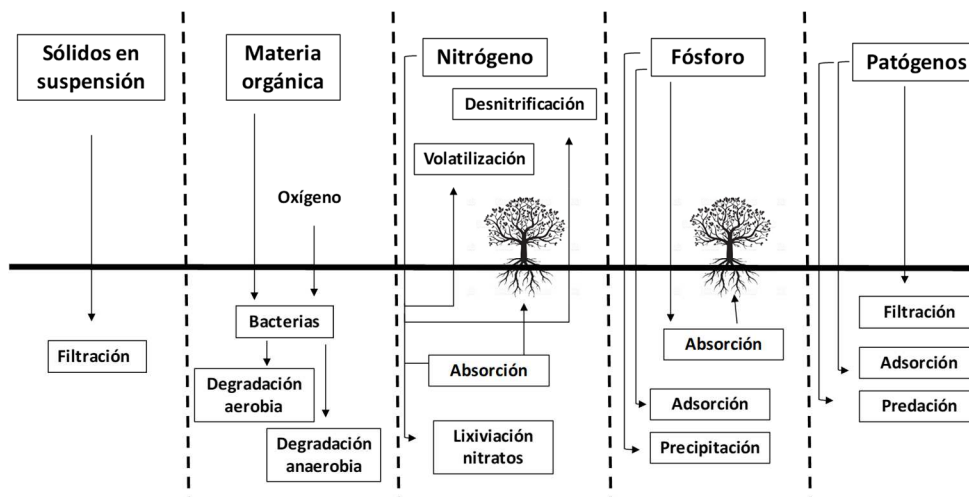 Sólidos en
suspensión
Filtración
Materia
orgánica
Oxígeno
Bacterias
Degradación
aerobia
Degradación
anaerobia
Nitrógeno
Desnitrificación
Volatilización
Absorción
Lixiviación
nitratos
Fósforo
Absorción
Adsorción
Precipitación
Patógenos
Filtración
Adsorción
Predación